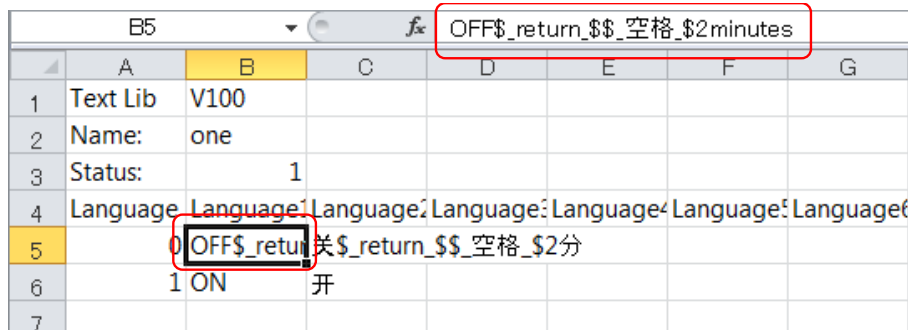 B5 fx OFF$_return_$$_空格_$2minutes
A B C D E F G
1 Text Lib V100
2 Name: one
3 Status: 1
4 Language Language1 Language2 Language3 Language4 Language5 Language6
5 0 OFF$_retur 关$_return_$$_空格_$2分
6 1 ON 开
7